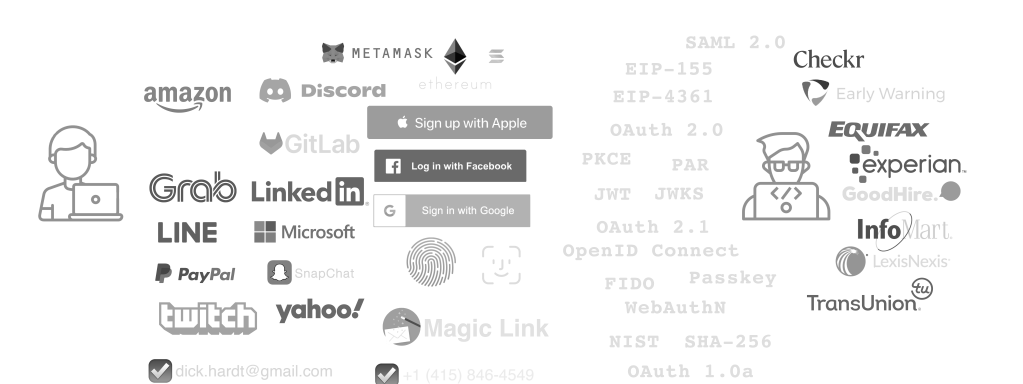 METAMASK
ethereum
amazon
Discord
Sign up with Apple
GitLab
f Log in with Facebook
Grab
Linked in
G Sign in with Google
LINE
Microsoft
PayPal
SnapChat
twitch
yahoo!
Magic Link
dick.hardt@gmail.com
+1 (415) 846-4549
SAML 2.0
EIP-155
EIP-4361
OAuth 2.0
PKCE PAR
JWT JWKS
OAuth 2.1
OpenID Connect
FIDO Passkey
WebAuthN
NIST SHA-256
OAuth 1.0a
Checkr
Early Warning
EQUIFAX
experian.
GoodHire.
InfoMart.
LexisNexis
TransUnion. tu